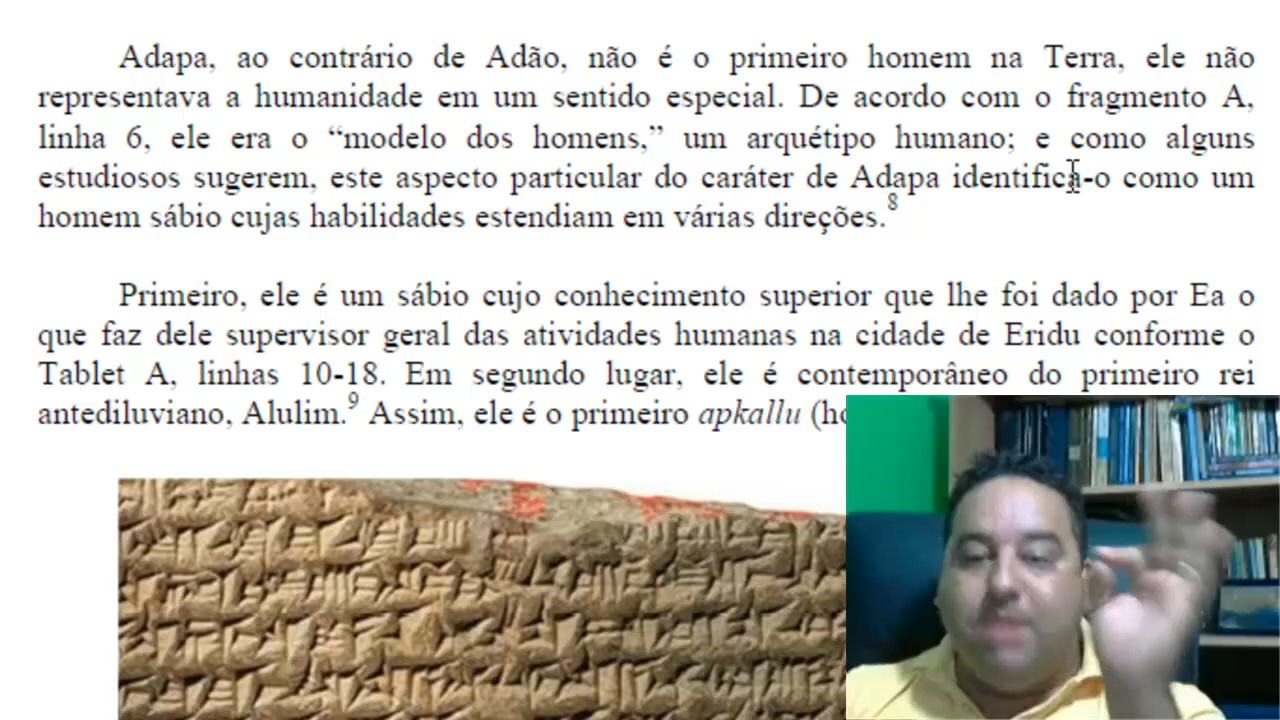 Adapa, ao contrário de Adão, não é o primeiro homem na Terra, ele não
representava a humanidade em um sentido especial. De acordo com o fragmento A,
linha 6, ele era o “modelo dos homens,” um arquétipo humano; e como alguns
estudiosos sugerem, este aspecto particular do caráter de Adapa identifica-o como um
homem sábio cujas habilidades estendiam em várias direções.8
Primeiro, ele é um sábio cujo conhecimento superior que lhe foi dado por Ea o
que faz dele supervisor geral das atividades humanas na cidade de Eridu conforme o
Tablet A, linhas 10-18. Em segundo lugar, ele é contemporâneo do primeiro rei
antediluviano, Alulim.9 Assim, ele é o primeiro apkallu